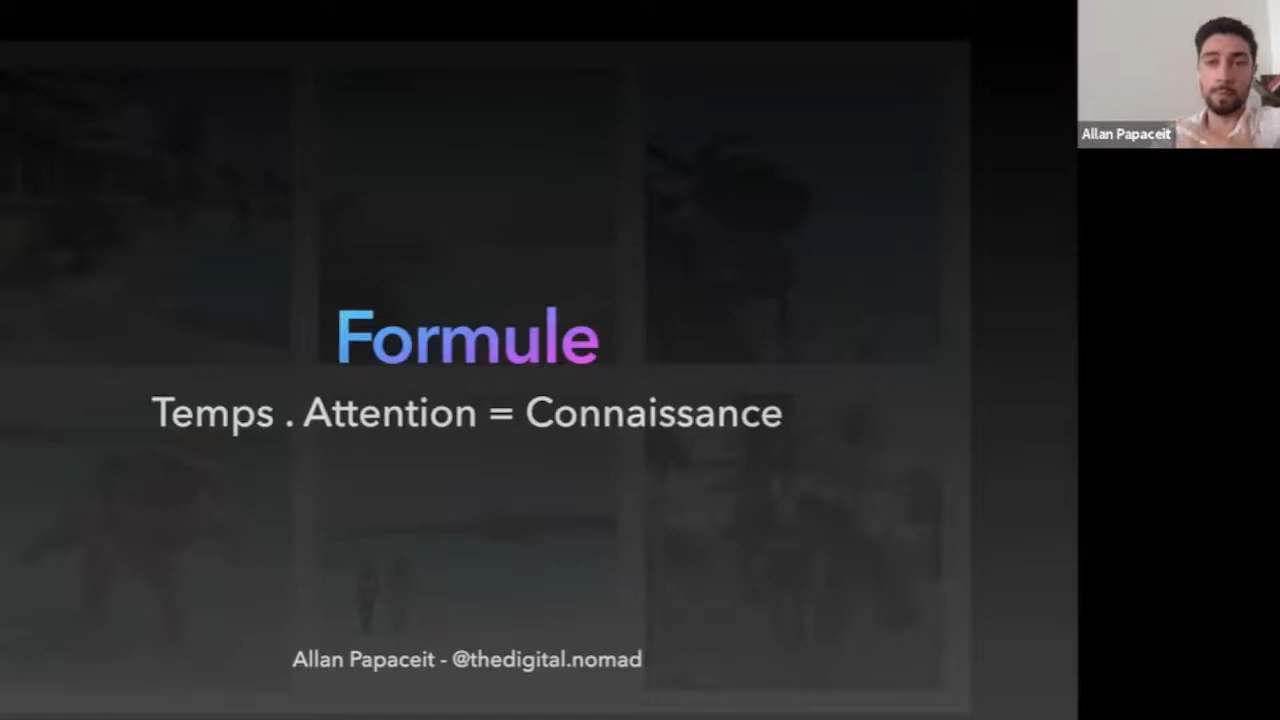 Formule
Temps . Attention = Connaissance
Allan Papaceit - @thedigital.nomad
Allan Papaceit